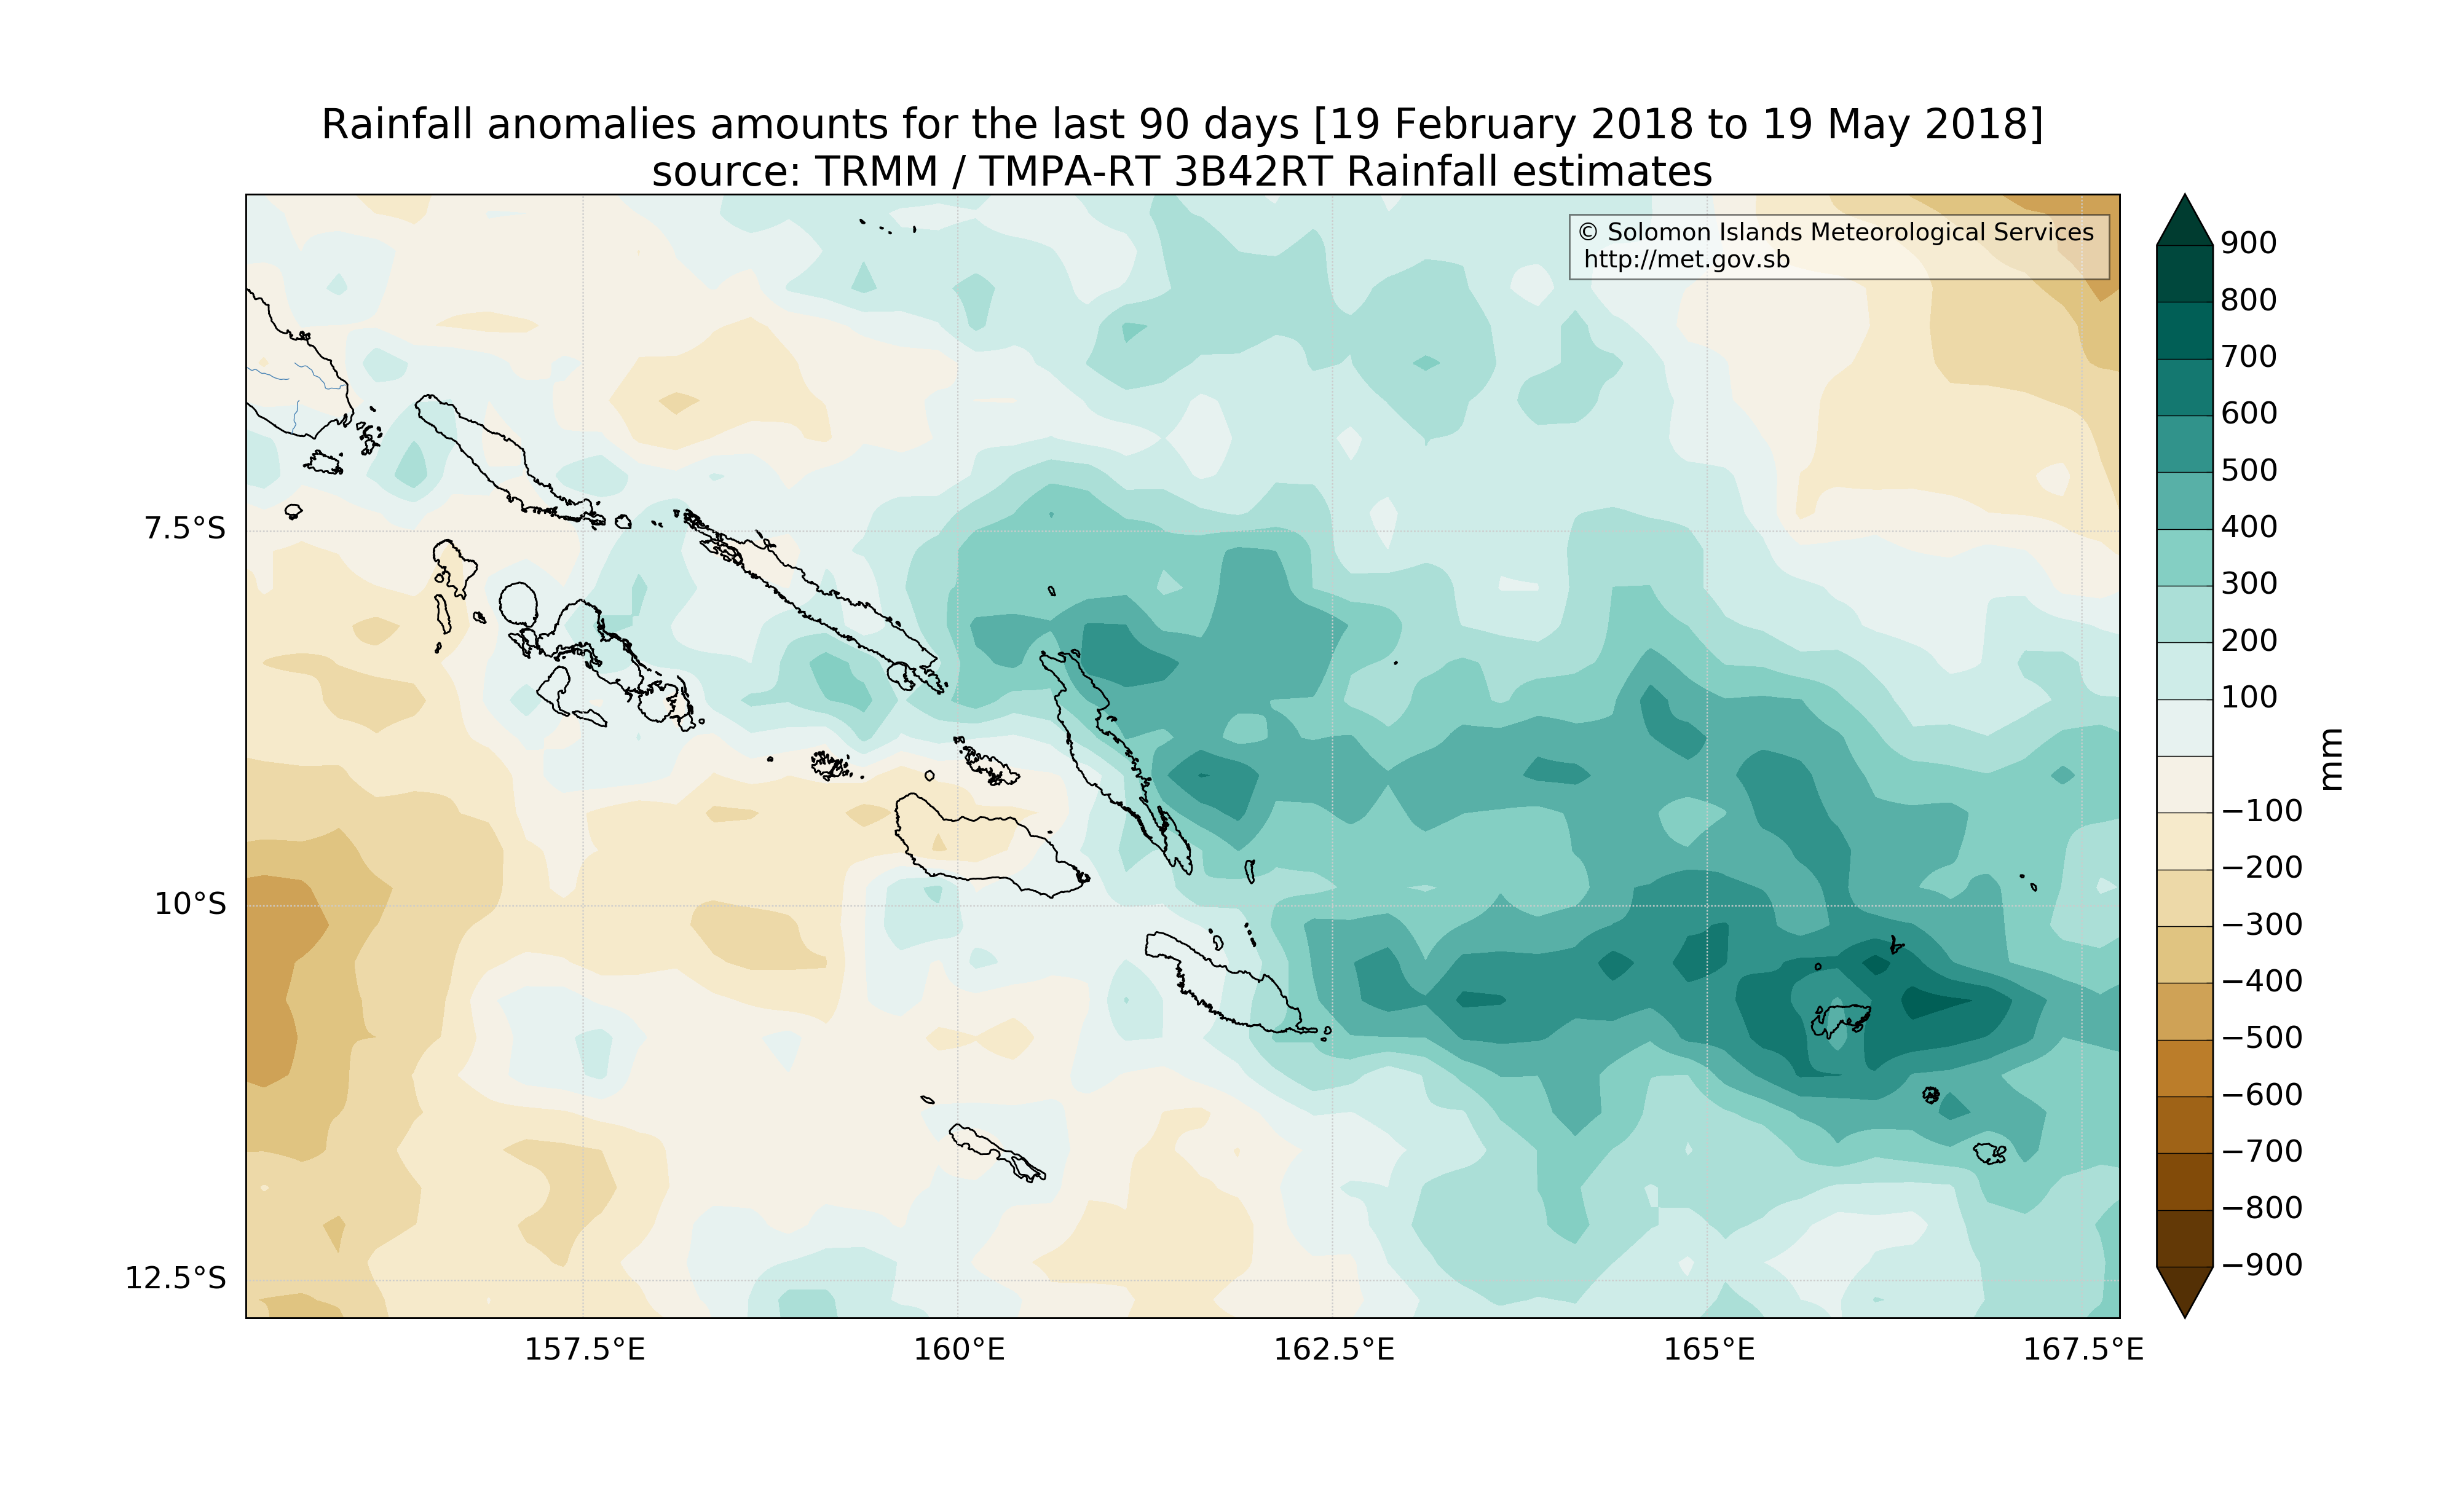 Rainfall anomalies amounts for the last 90 days [19 February 2018 to 19 May 2018]
source: TRMM / TMPA-RT 3B42RT Rainfall estimates
© Solomon Islands Meteorological Services
http://met.gov.sb
7.5°S
10°S
12.5°S
157.5°E
160°E
162.5°E
165°E
167.5°E
900
800
700
600
500
400
300
200
100
−100
−200
−300
−400
−500
−600
−700
−800
−900
mm